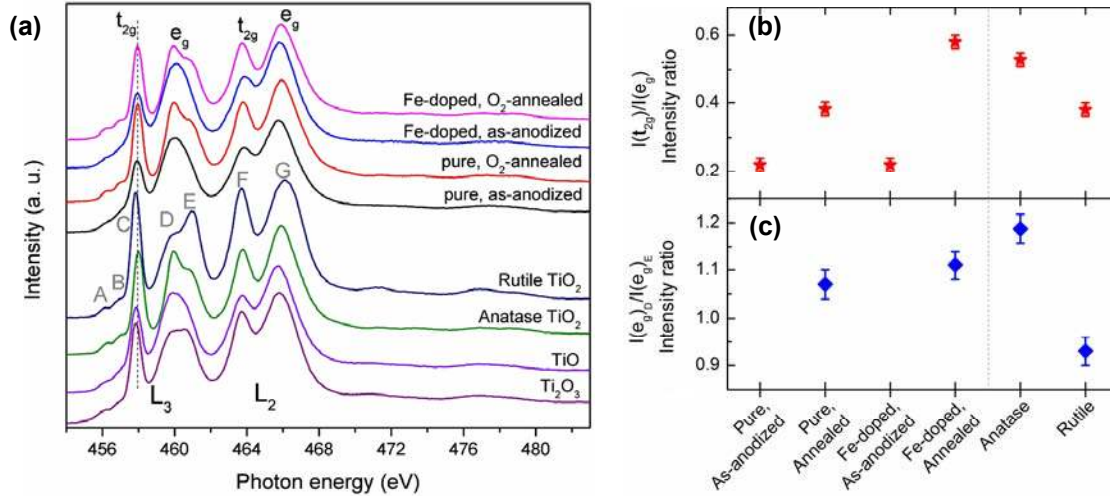 (a)
t2g
eg
t2g
eg
Fe-doped, O2-annealed
Fe-doped, as-anodized
pure, O2-annealed
pure, as-anodized
A
B
C
D
E
F
G
Rutile TiO2
Anatase TiO2
TiO
Ti2O3
L3
L2
Intensity (a. u.)
456
460
464
468
472
476
480
Photon energy (eV)
(b)
I(t2g)/I(eg)
Intensity ratio
0.6
0.4
0.2
(c)
I(eg)D/I(eg)E
Intensity ratio
1.2
1.1
1.0
0.9
Pure,
As-anodized
Pure,
Annealed
Fe-doped,
As-anodized
Fe-doped,
Annealed
Anatase
Rutile